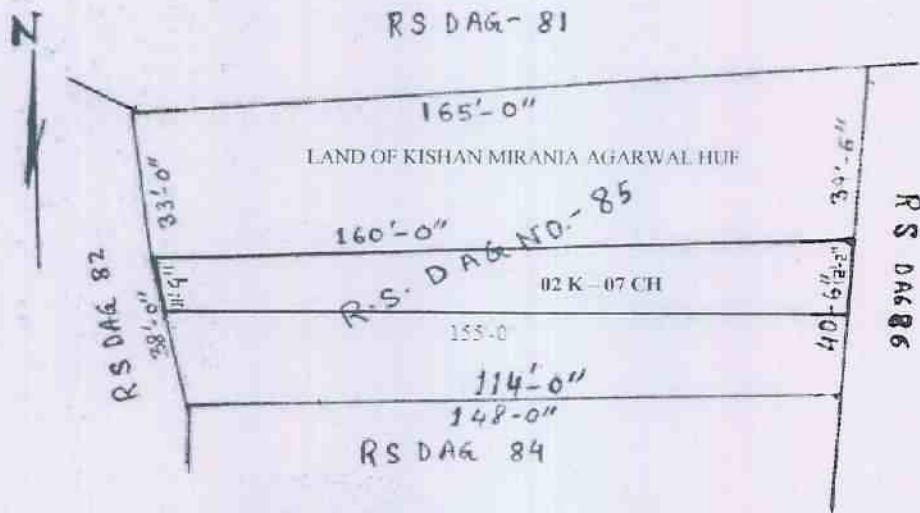 RS DAG- 81
N
165'-0"
LAND OF KISHAN MIRANIA AGARWAL HUF
33'-0"
39'-6"
160'-0"
R.S. DAG NO.- 85
RS DAG 82
RS DAG 86
02 K - 07 CH
38'-0"
40-6"
155'-0
114'-0"
148-0"
RS DAG 84